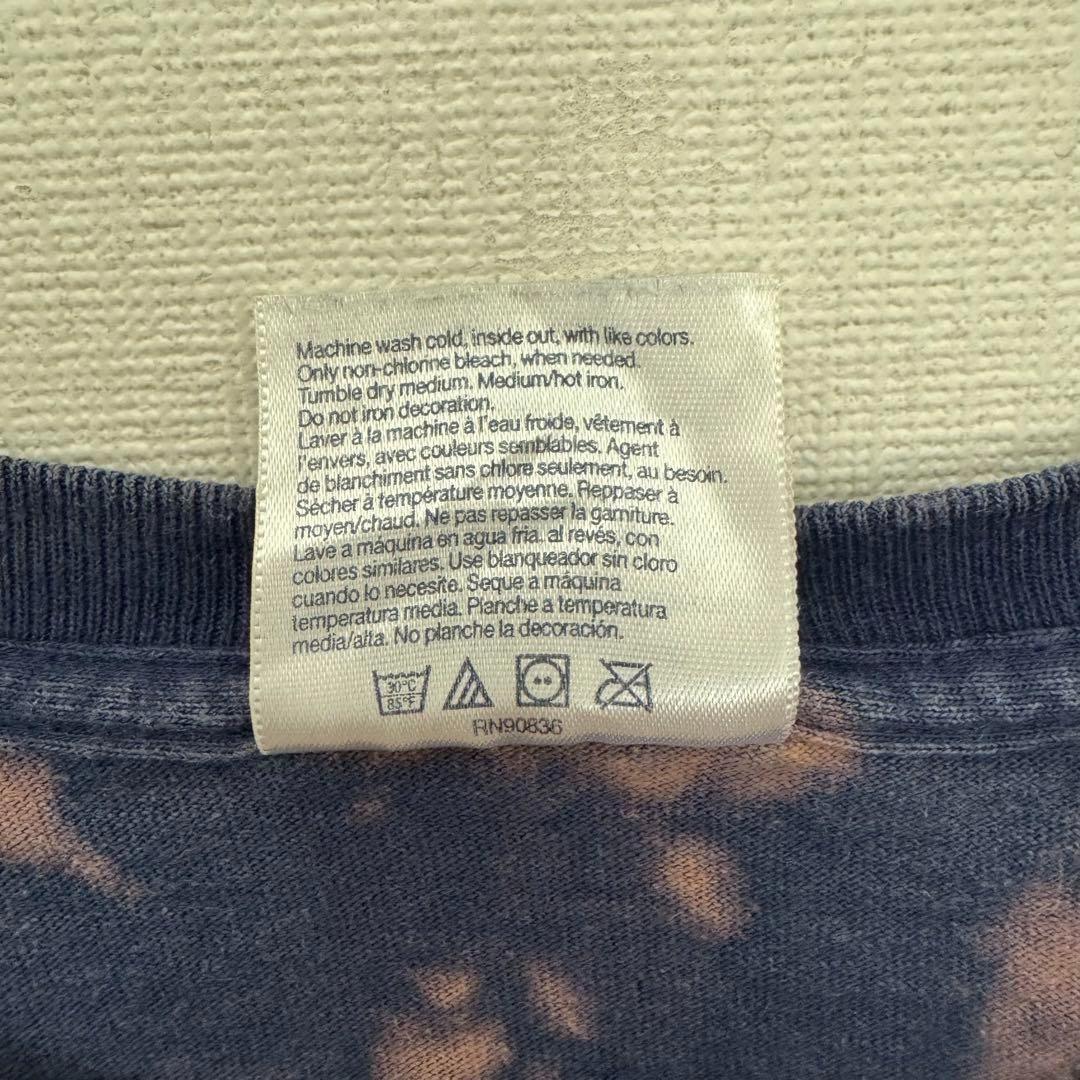 Machine wash cold, inside out, with like colors.
Only non-chlorine bleach, when needed.
Tumble dry medium. Medium/hot iron.
Do not iron decoration.
Laver à la machine à l'eau froide, vêtement à
l'envers, avec couleurs semblables. Agent
de blanchiment sans chlore seulement, au besoin.
Sécher à température moyenne. Reppaser à
moyen/chaud. Ne pas repasser la garniture.
Lave a máquina en agua fria. al revés, con
colores similares. Use blanqueador sin cloro
cuando lo necesite. Seque a máquina
temperatura media. Planche a temperatura
media/alta. No planche la decoración.
30°C
85°F
RN90836